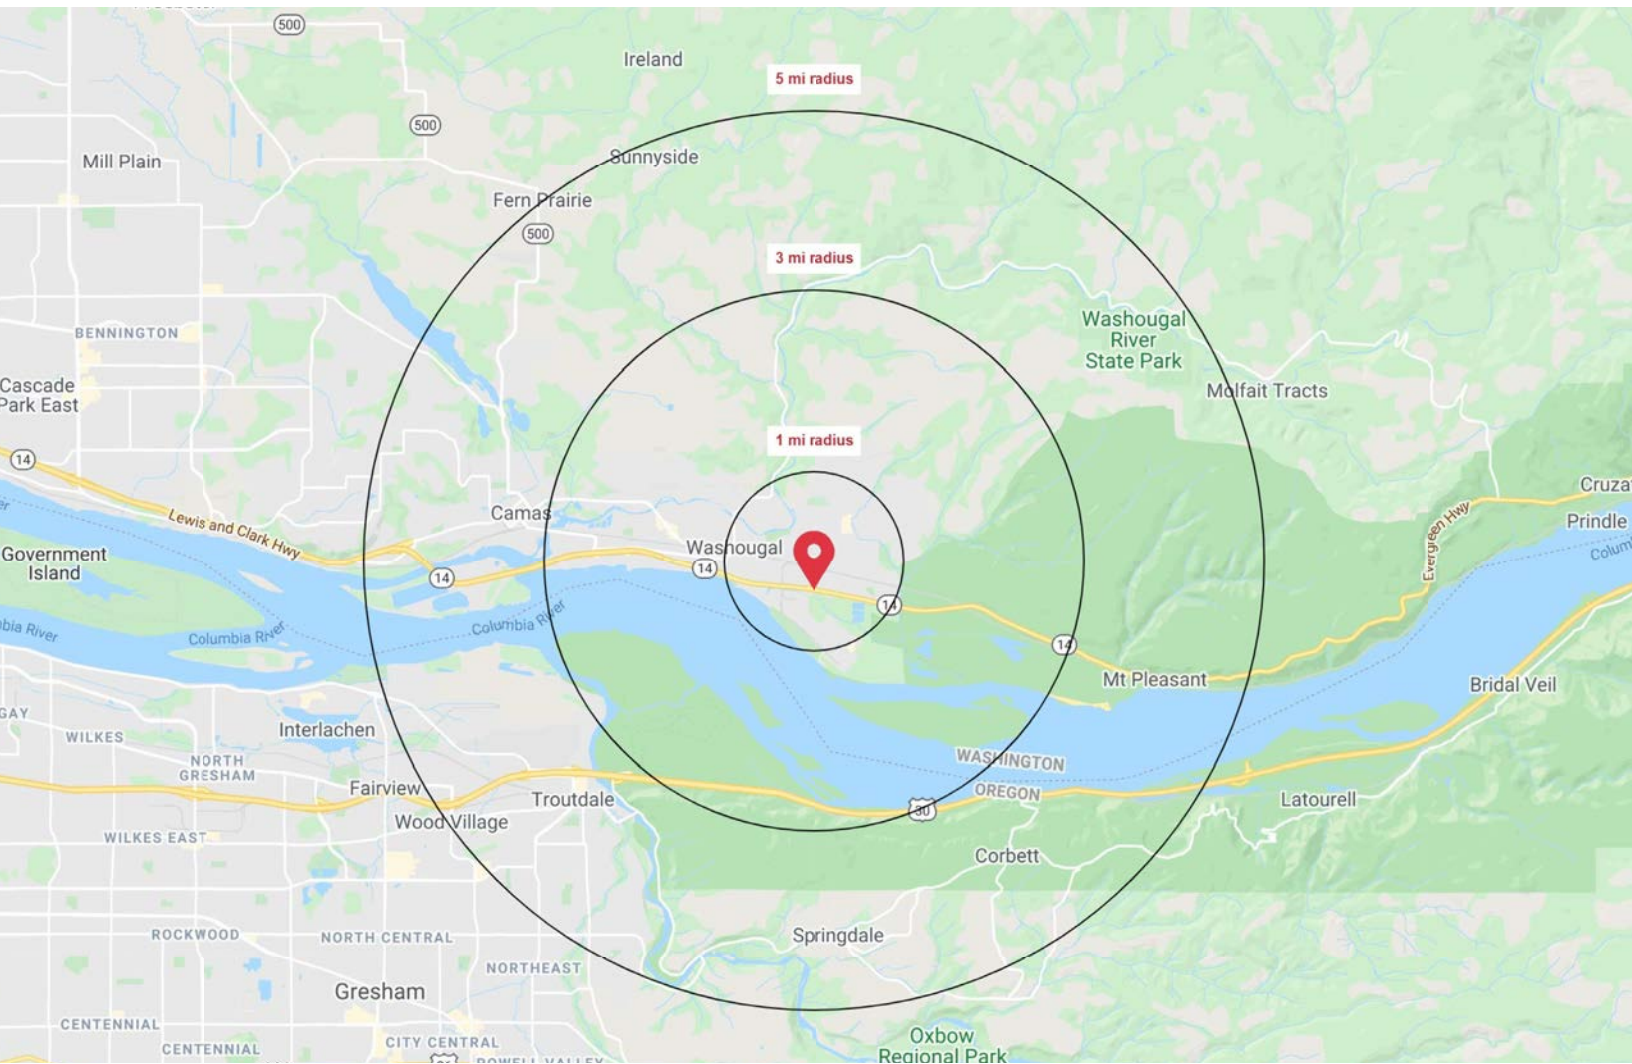 500
Ireland
5 mi radius
500
Mill Plain
Sunnyside
Fern Prairie
500
3 mi radius
Washougal
River
State Park
BENNINGTON
Cascade
Park East
Molfait Tracts
1 mi radius
14
Lewis and Clark Hwy
Camas
Evergreen Hwy
Prindle
Government
Island
Washougal
14
14
14
Columbia River
Columbia River
14
Mt Pleasant
Bridal Veil
WILKES
Interlachen
NORTH
GRESHAM
WASHINGTON
OREGON
Fairview
Troutdale
30
Latourell
Wood Village
WILKES EAST
Corbett
ROCKWOOD
NORTH CENTRAL
Springdale
NORTHEAST
Gresham
CENTENNIAL
CITY CENTRAL
CENTENNIAL
Oxbow
Regional Park
POWELL VALLEY